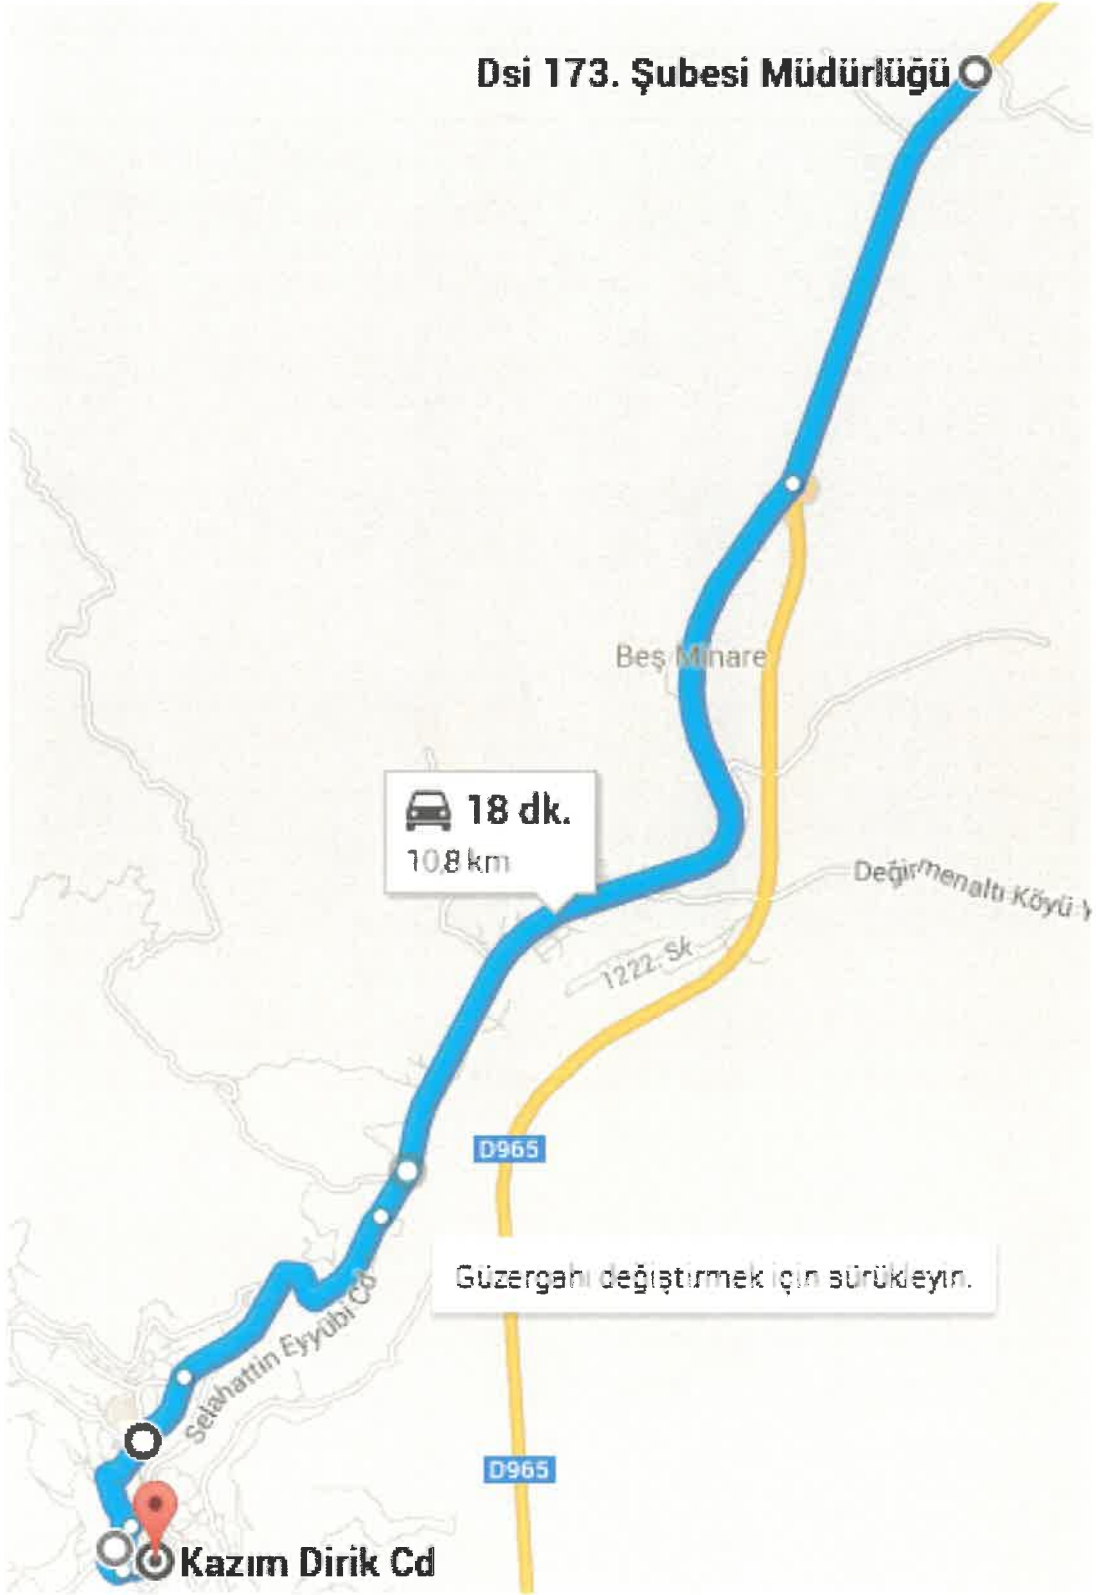 Dsi 173. Şubesi Müdürlüğü
Beş Minare
18 dk.
10,8 km
Değirmenaltı Köyü Y
1222. Sk
D965
Güzergahı değiştirmek için sürükleyin.
Selahattin Eyyübi Cd
D965
Kazım Dirik Cd